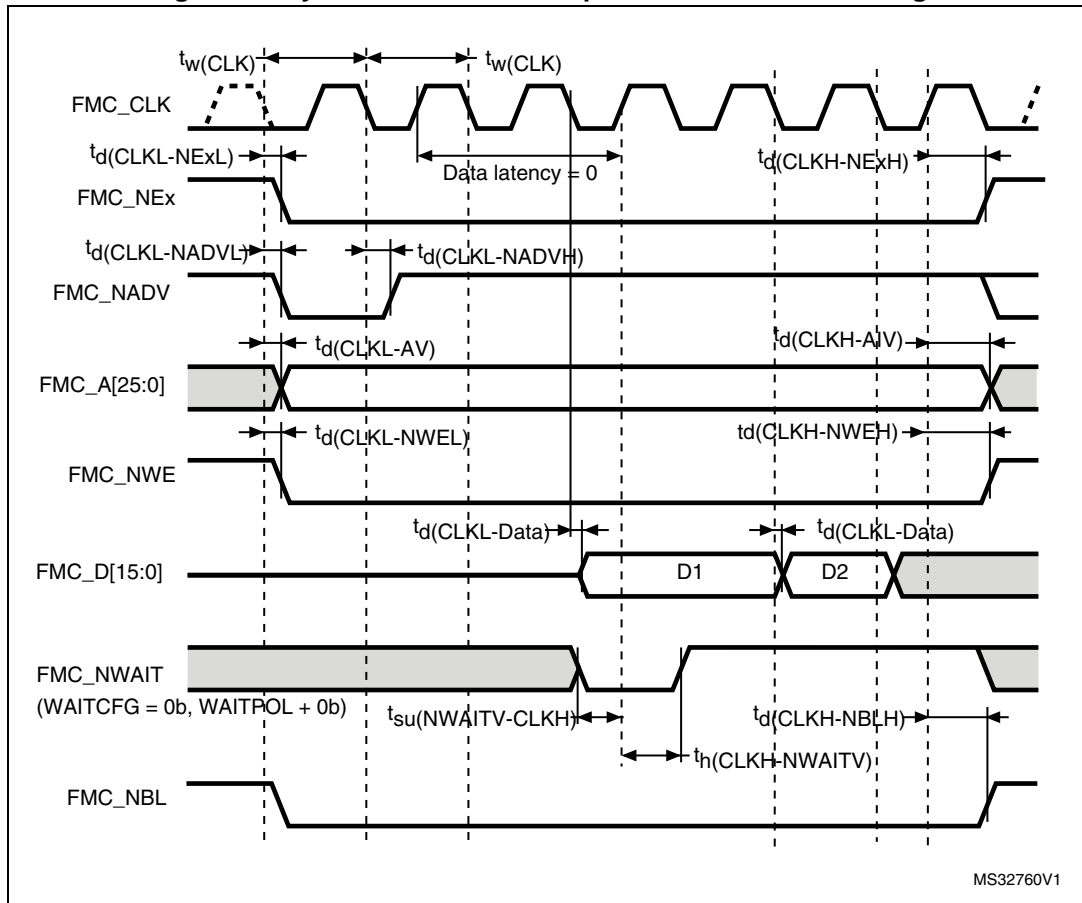 tw(CLK) tw(CLK)
FMC_CLK
td(CLKL-NExL) Data latency = 0 td(CLKH-NExH)
FMC_NEx
td(CLKL-NADVL) td(CLKL-NADVH)
FMC_NADV
td(CLKL-AV) td(CLKH-AIV)
FMC_A[25:0]
td(CLKL-NWEL) td(CLKH-NWEH)
FMC_NWE
td(CLKL-Data) td(CLKL-Data)
FMC_D[15:0] D1 D2
FMC_NWAIT
(WAITCFG = 0b, WAITPOL + 0b)
tsu(NWAITV-CLKH) td(CLKH-NBLH)
th(CLKH-NWAITV)
FMC_NBL
MS32760V1